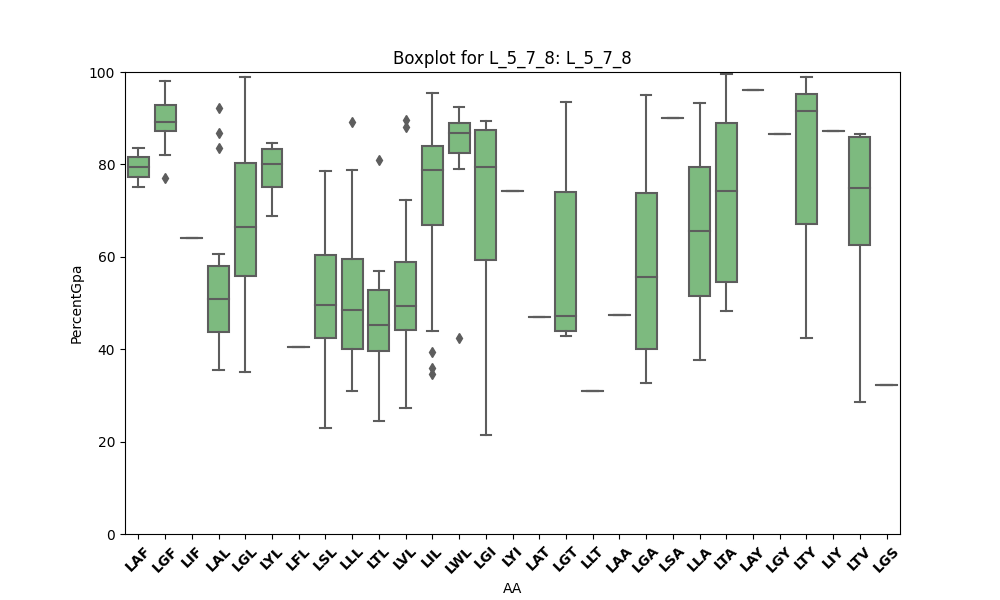 Boxplot for L_5_7_8: L_5_7_8
PercentGpa
100
80
60
40
20
0
LAF LGF LIF LAL LGL LYL LFL LSL LLL LTL LVL LIL LWL LGI LYI LAT LGT LLT LAA LGA LSA LLA LTA LAY LGY LTY LIY LTV LGS
AA